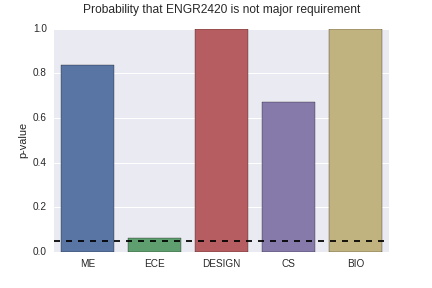 Probability that ENGR2420 is not major requirement
1.0
0.8
0.6
0.4
0.2
0.0
p-value
ME ECE DESIGN CS BIO